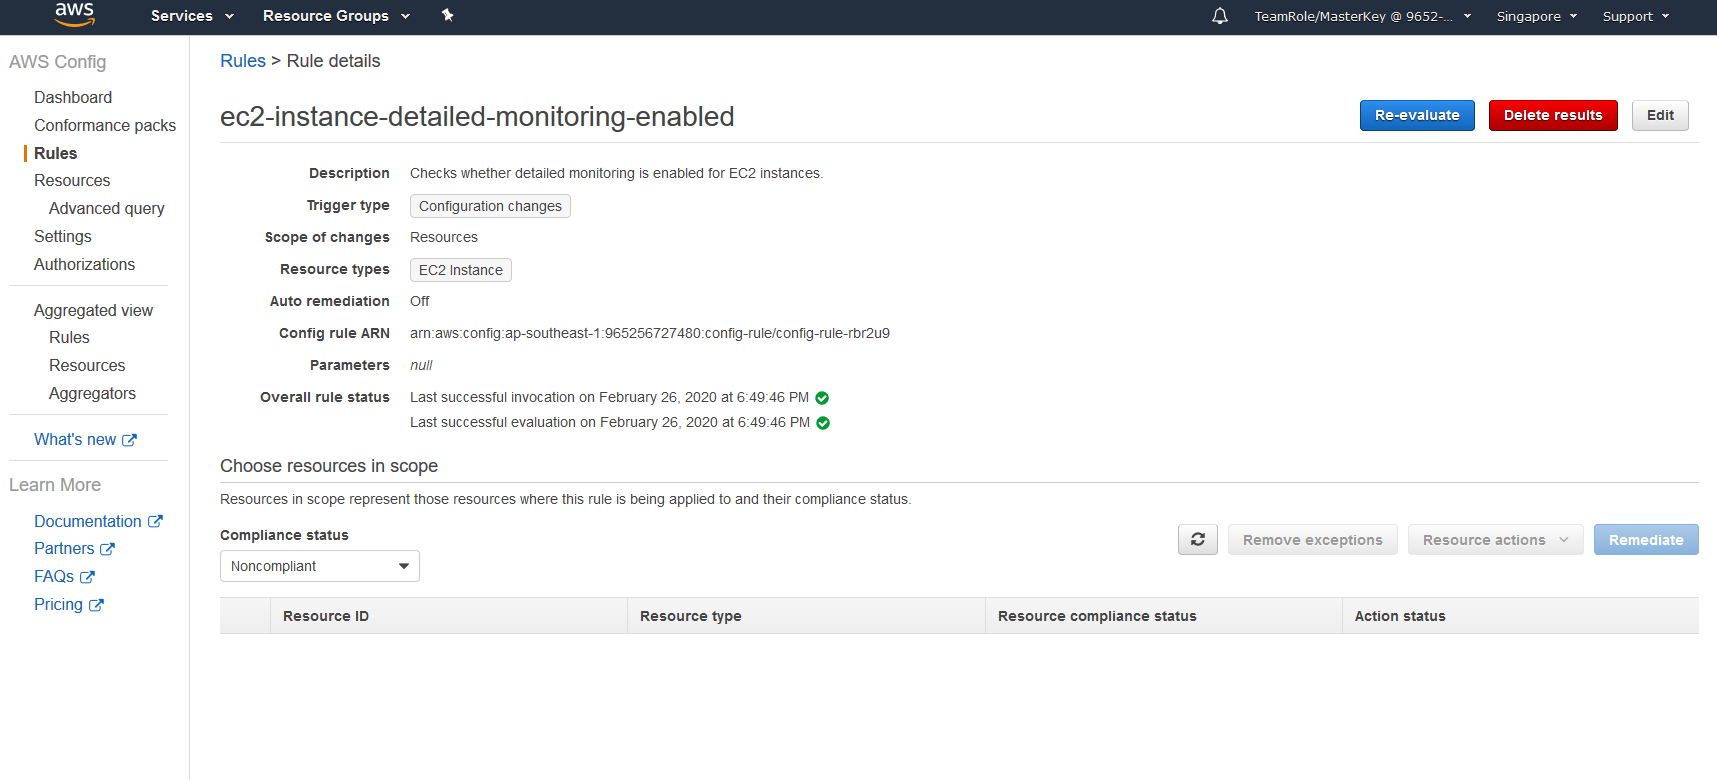 aws Services Resource Groups TeamRole/MasterKey @ 9652-... Singapore Support
AWS Config
Dashboard
Conformance packs
Rules
Resources
Advanced query
Settings
Authorizations
Aggregated view
Rules
Resources
Aggregators
What's new
Learn More
Documentation
Partners
FAQs
Pricing
Rules > Rule details
ec2-instance-detailed-monitoring-enabled
Re-evaluate Delete results Edit
Description Checks whether detailed monitoring is enabled for EC2 instances.
Trigger type Configuration changes
Scope of changes Resources
Resource types EC2 Instance
Auto remediation Off
Config rule ARN arn:aws:config:ap-southeast-1:965256727480:config-rule/config-rule-rbr2u9
Parameters null
Overall rule status Last successful invocation on February 26, 2020 at 6:49:46 PM
Last successful evaluation on February 26, 2020 at 6:49:46 PM
Choose resources in scope
Resources in scope represent those resources where this rule is being applied to and their compliance status.
Compliance status
Noncompliant
Remove exceptions Resource actions Remediate
Resource ID Resource type Resource compliance status Action status